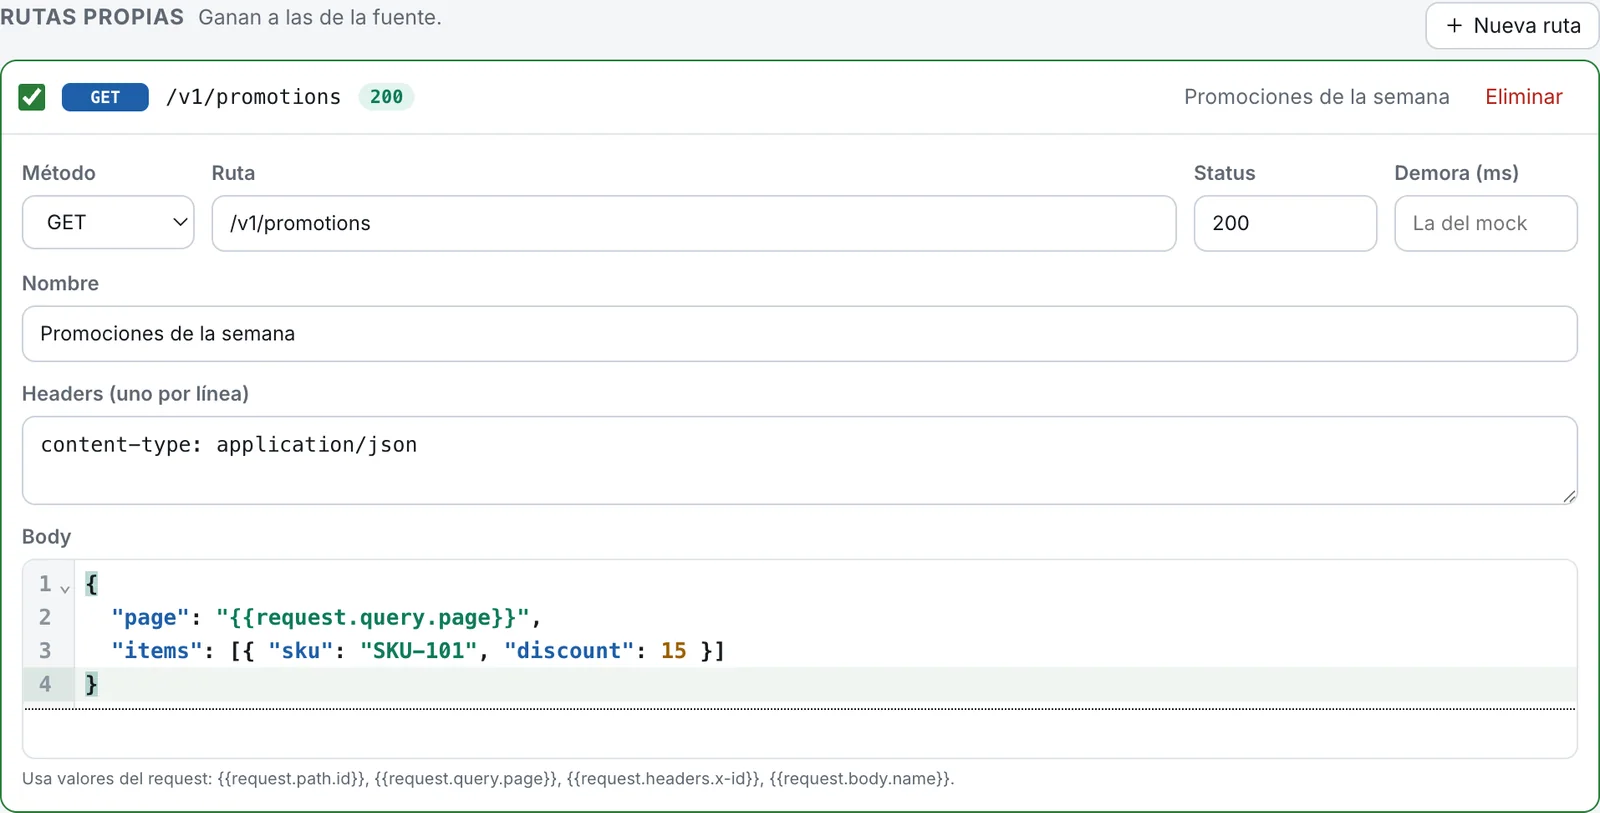 RUTAS PROPIAS Ganan a las de la fuente.
+ Nueva ruta
GET /v1/promotions 200 Promociones de la semana Eliminar
Método Ruta Status Demora (ms)
GET /v1/promotions 200 La del mock
Nombre
Promociones de la semana
Headers (uno por línea)
content-type: application/json
Body
1 {
2 "page": "{{request.query.page}}",
3 "items": [{ "sku": "SKU-101", "discount": 15 }]
4 }
Usa valores del request: {{request.path.id}}, {{request.query.page}}, {{request.headers.x-id}}, {{request.body.name}}.